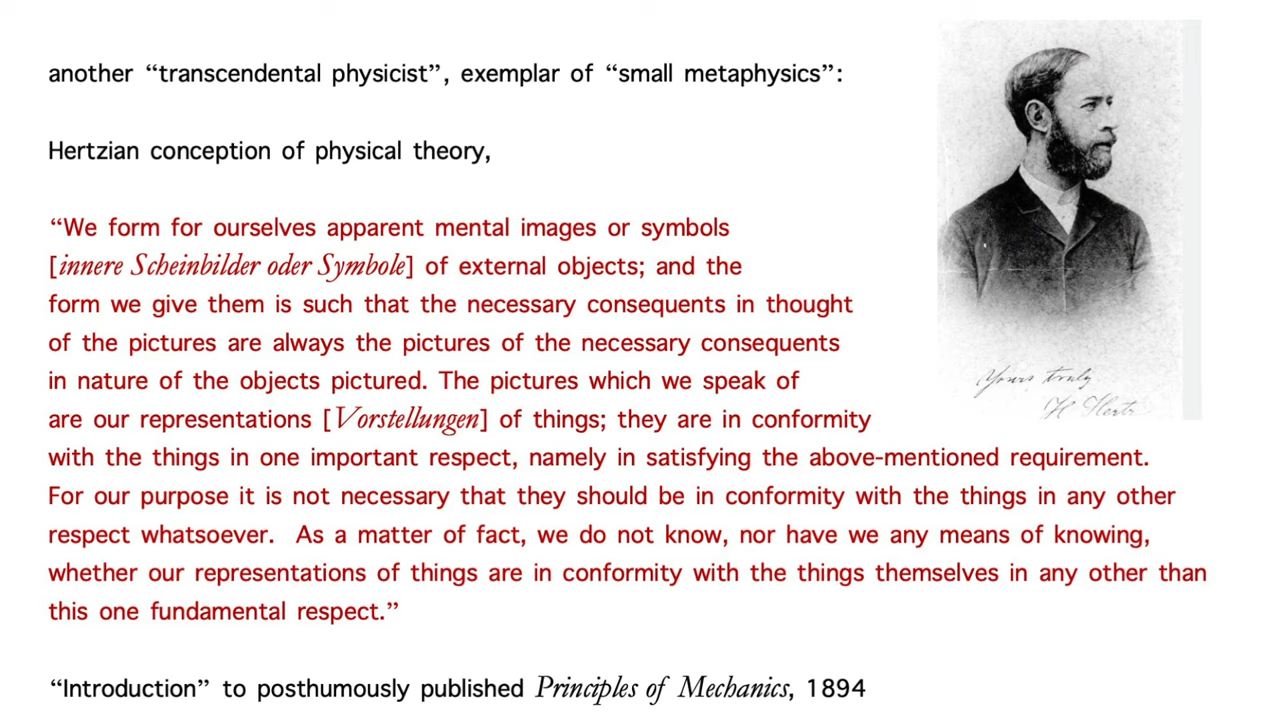 another “transcendental physicist”, exemplar of “small metaphysics”:
Hertzian conception of physical theory,
“We form for ourselves apparent mental images or symbols
[innere Scheinbilder oder Symbole] of external objects; and the
form we give them is such that the necessary consequents in thought
of the pictures are always the pictures of the necessary consequents
in nature of the objects pictured. The pictures which we speak of
are our representations [Vorstellungen] of things; they are in conformity
with the things in one important respect, namely in satisfying the above-mentioned requirement.
For our purpose it is not necessary that they should be in conformity with the things in any other
respect whatsoever. As a matter of fact, we do not know, nor have we any means of knowing,
whether our representations of things are in conformity with the things themselves in any other than
this one fundamental respect.”
“Introduction” to posthumously published Principles of Mechanics, 1894
Yours truly
H Hertz